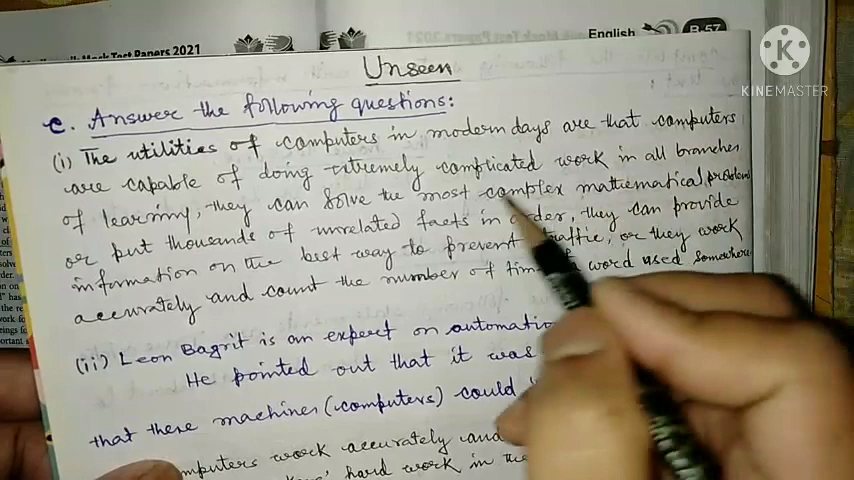 Mock Test Papers 2021
English B-57
KINEMASTER
Unseen
c. Answer the following questions:
(i) The utilities of computers in modern days are that computers
are capable of doing extremely complicated work in all branches
of learning, they can solve the most complex mathematical problems
or put thousands of unrelated facts in order, they can provide
information on the best way to prevent traffic, or they work
accurately and count the number of time a word used somewhere
(ii) Leon Bagrit is an expert on automatio
He pointed out that it was
that these machines (computers) could
mputers work accurately and
hard work in the